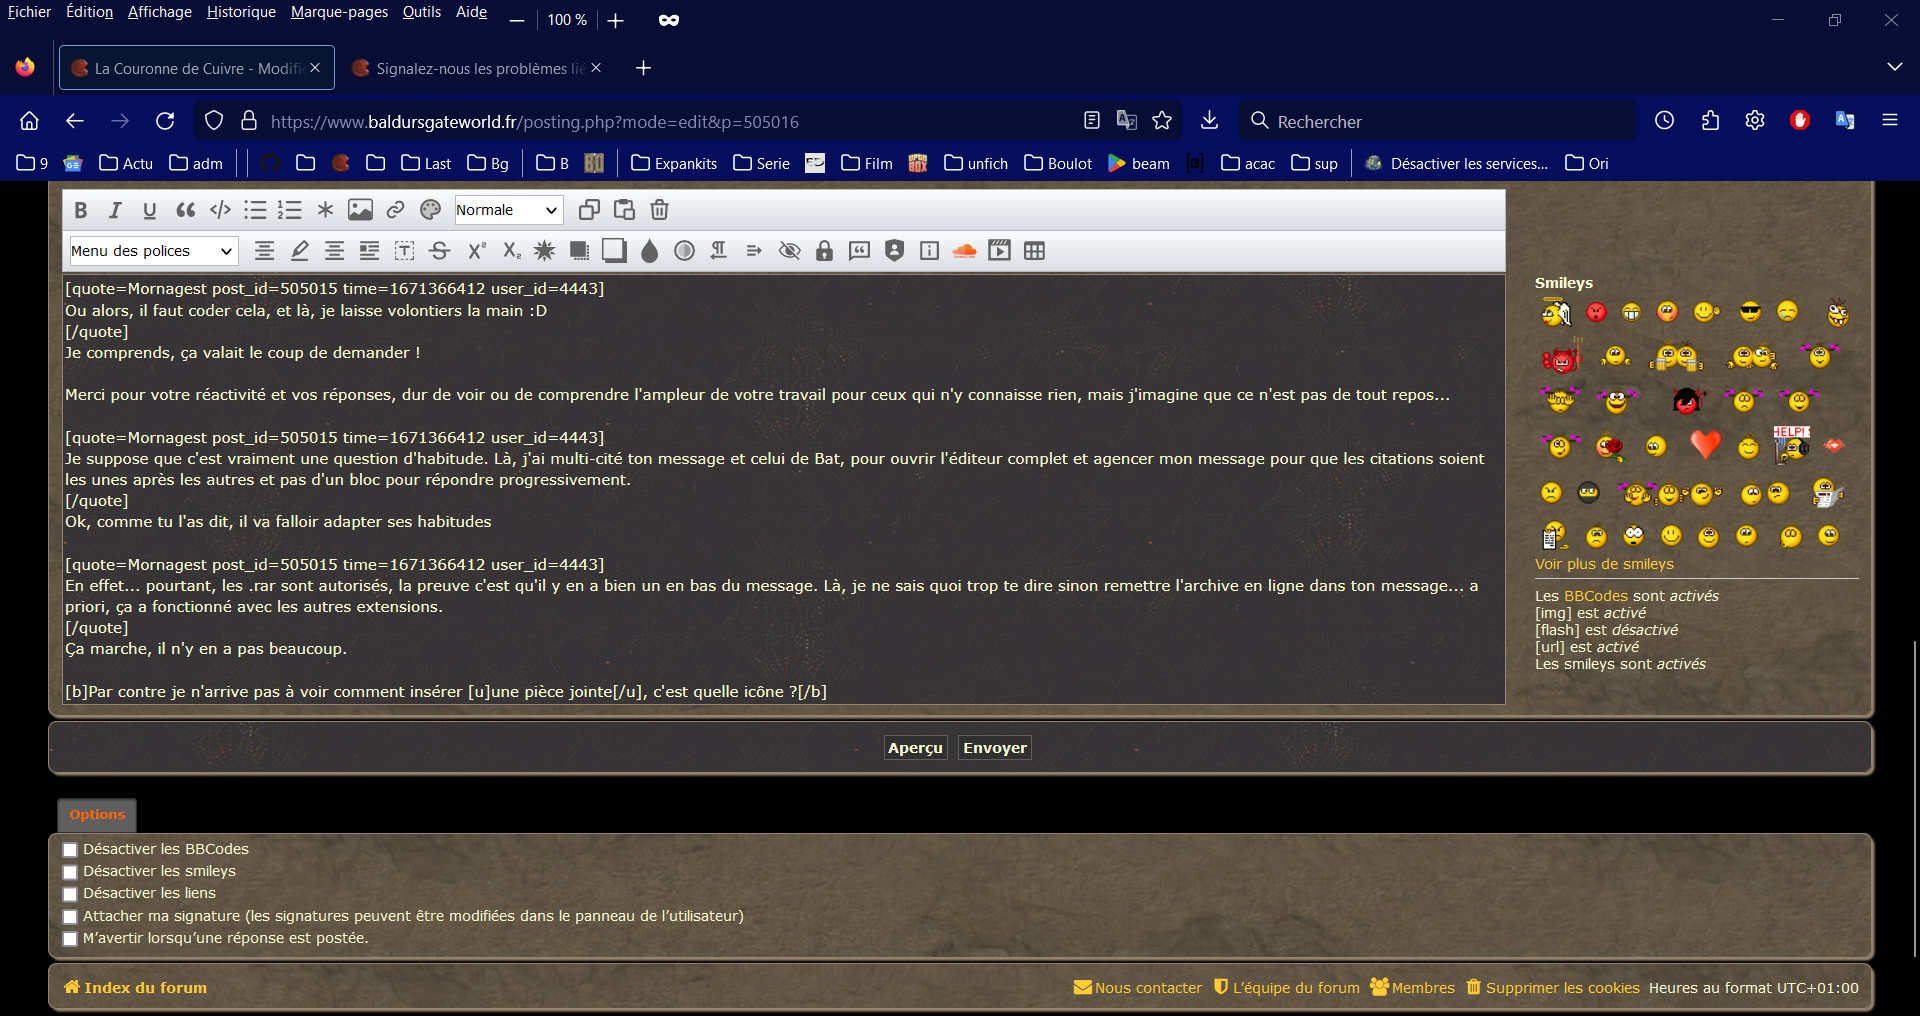 Fichier Édition Affichage Historique Marque-pages Outils Aide 100 %
La Couronne de Cuivre - Modifie
Signalez-nous les problèmes lié
https://www.baldursgateworld.fr/posting.php?mode=edit&p=505016
Rechercher
9 Actu adm Last Bg B Expankits Serie Film unfich Boulot beam acac sup Désactiver les services... Ori
Normale
Menu des polices
[quote=Mornagest post_id=505015 time=1671366412 user_id=4443]
Ou alors, il faut coder cela, et là, je laisse volontiers la main :D
[/quote]
Je comprends, ça valait le coup de demander !
Merci pour votre réactivité et vos réponses, dur de voir ou de comprendre l'ampleur de votre travail pour ceux qui n'y connaisse rien, mais j'imagine que ce n'est pas de tout repos...
[quote=Mornagest post_id=505015 time=1671366412 user_id=4443]
Je suppose que c'est vraiment une question d'habitude. Là, j'ai multi-cité ton message et celui de Bat, pour ouvrir l'éditeur complet et agencer mon message pour que les citations soient
les unes après les autres et pas d'un bloc pour répondre progressivement.
[/quote]
Ok, comme tu l'as dit, il va falloir adapter ses habitudes
[quote=Mornagest post_id=505015 time=1671366412 user_id=4443]
En effet... pourtant, les .rar sont autorisés, la preuve c'est qu'il y en a bien un en bas du message. Là, je ne sais quoi trop te dire sinon remettre l'archive en ligne dans ton message... a
priori, ça a fonctionné avec les autres extensions.
[/quote]
Ça marche, il n'y en a pas beaucoup.
[b]Par contre je n'arrive pas à voir comment insérer [u]une pièce jointe[/u], c'est quelle icône ?[/b]
Smileys
HELP!
Voir plus de smileys
Les BBCodes sont activés
[img] est activé
[flash] est désactivé
[url] est activé
Les smileys sont activés
Aperçu Envoyer
Options
Désactiver les BBCodes
Désactiver les smileys
Désactiver les liens
Attacher ma signature (les signatures peuvent être modifiées dans le panneau de l’utilisateur)
M’avertir lorsqu’une réponse est postée.
Index du forum
Nous contacter L’équipe du forum Membres Supprimer les cookies Heures au format UTC+01:00